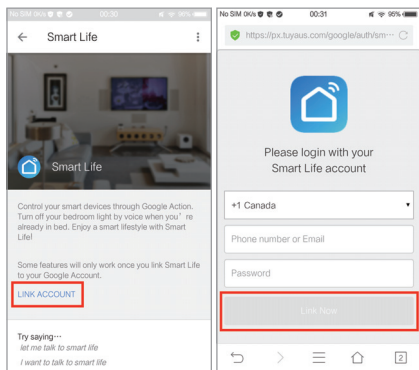 No SIM 0K/s 00:30 96%
Smart Life
Smart Life
Control your smart devices through Google Action.
Turn off your bedroom light by voice when you're
already in bed. Enjoy a smart lifestyle with Smart
Life!
Some features will only work once you link Smart Life
to your Google Account.
LINK ACCOUNT
Try saying···
let me talk to smart life
I want to talk to smart life
No SIM 0K/s 00:31 95%
https://px.tuyaus.com/google/auth/sm···
Please login with your
Smart Life account
+1 Canada
Phone number or Email
Password
Link Now
2